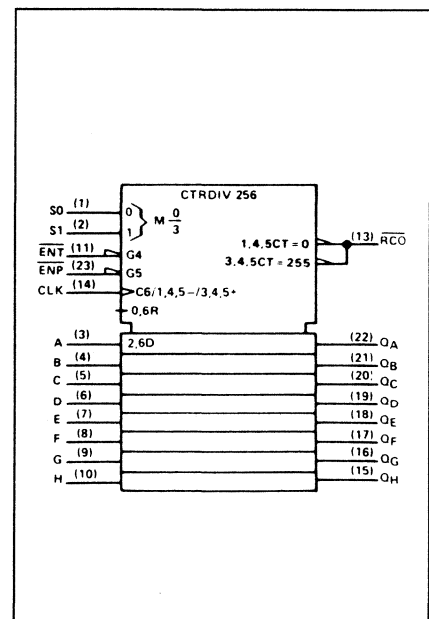 CTRDIV 256
S0 (1) 0
M 0/3
S1 (2) 1
1,4,5CT = 0 (13) R̅C̅O̅
E̅N̅T̅ (11) G4
3,4,5CT = 255
E̅N̅P̅ (23) G5
CLK (14) C6/1,4,5−/3,4,5+
0,6R
A (3) 2,6D (22) QA
B (4) (21) QB
C (5) (20) QC
D (6) (19) QD
E (7) (18) QE
F (8) (17) QF
G (9) (16) QG
H (10) (15) QH